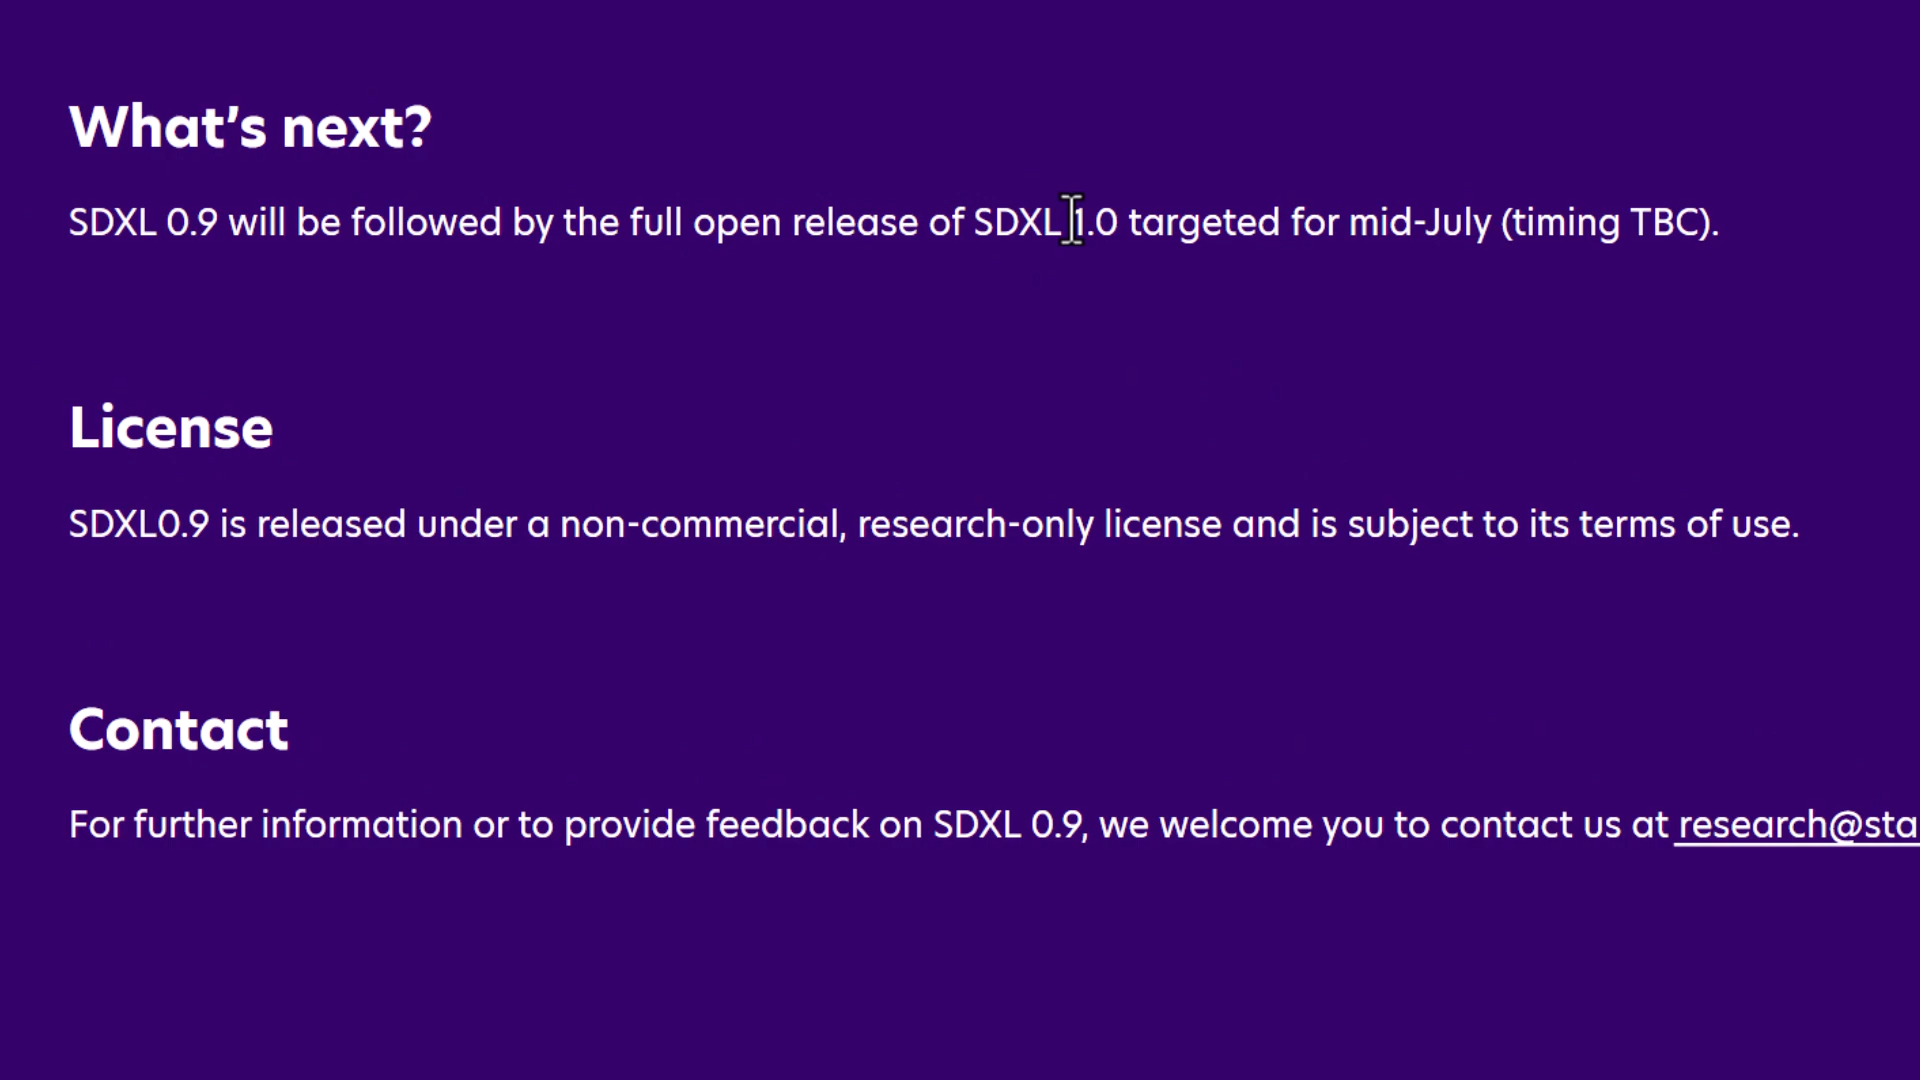 What's next?
SDXL 0.9 will be followed by the full open release of SDXL 1.0 targeted for mid-July (timing TBC).
License
SDXL0.9 is released under a non-commercial, research-only license and is subject to its terms of use.
Contact
For further information or to provide feedback on SDXL 0.9, we welcome you to contact us at research@sta